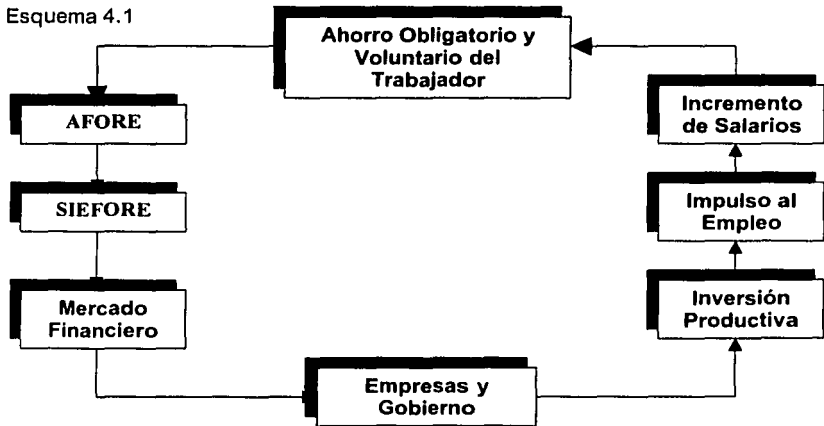 Esquema 4.1
Ahorro Obligatorio y
Voluntario del
Trabajador
AFORE
SIEFORE
Mercado
Financiero
Empresas y
Gobierno
Inversión
Productiva
Impulso al
Empleo
Incremento
de Salarios